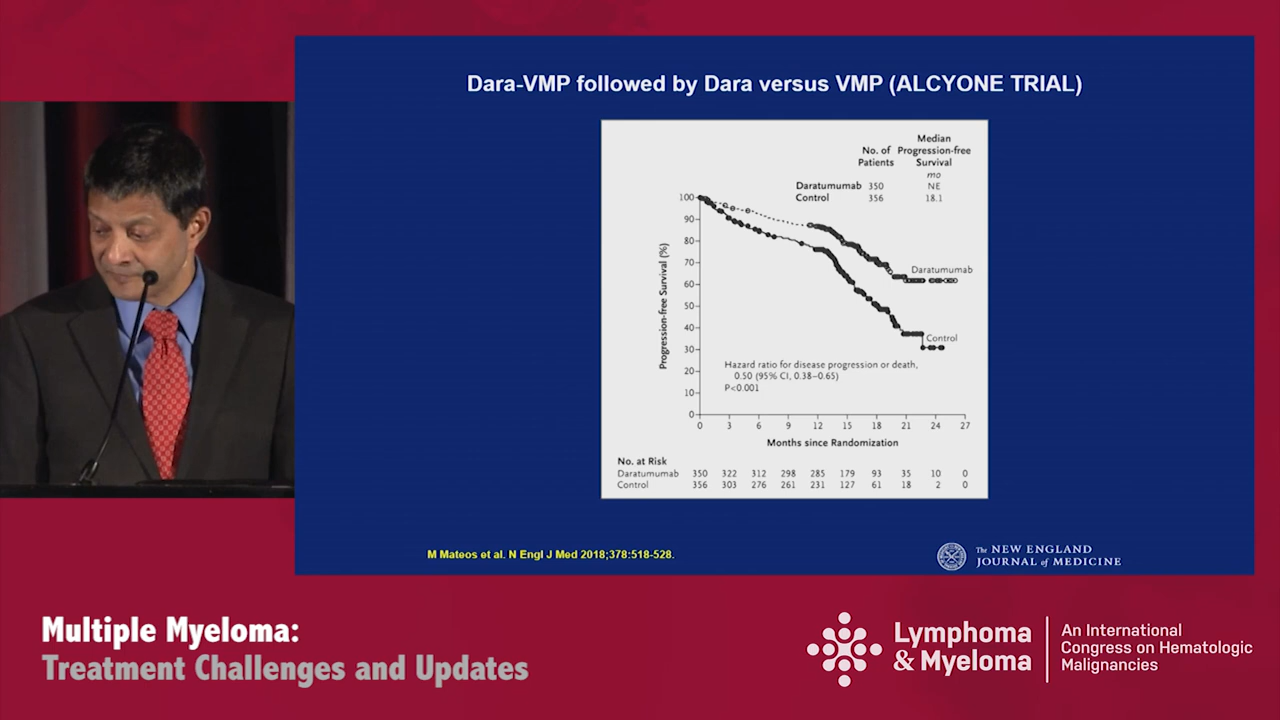 Dara-VMP followed by Dara versus VMP (ALCYONE TRIAL)
Median
No. of Progression-free
Patients Survival
mo
Daratumumab 350 NE
Control 356 18.1
100
90
80
70
60
50
40
30
20
10
0
Progression-free Survival (%)
Daratumumab
Control
Hazard ratio for disease progression or death,
0.50 (95% CI, 0.38–0.65)
P<0.001
0 3 6 9 12 15 18 21 24 27
Months since Randomization
No. at Risk
Daratumumab 350 322 312 298 285 179 93 35 10 0
Control 356 303 276 261 231 127 61 18 2 0
M Mateos et al. N Engl J Med 2018;378:518-528.
The NEW ENGLAND
JOURNAL of MEDICINE
Multiple Myeloma:
Treatment Challenges and Updates
Lymphoma
& Myeloma
An International
Congress on Hematologic
Malignancies